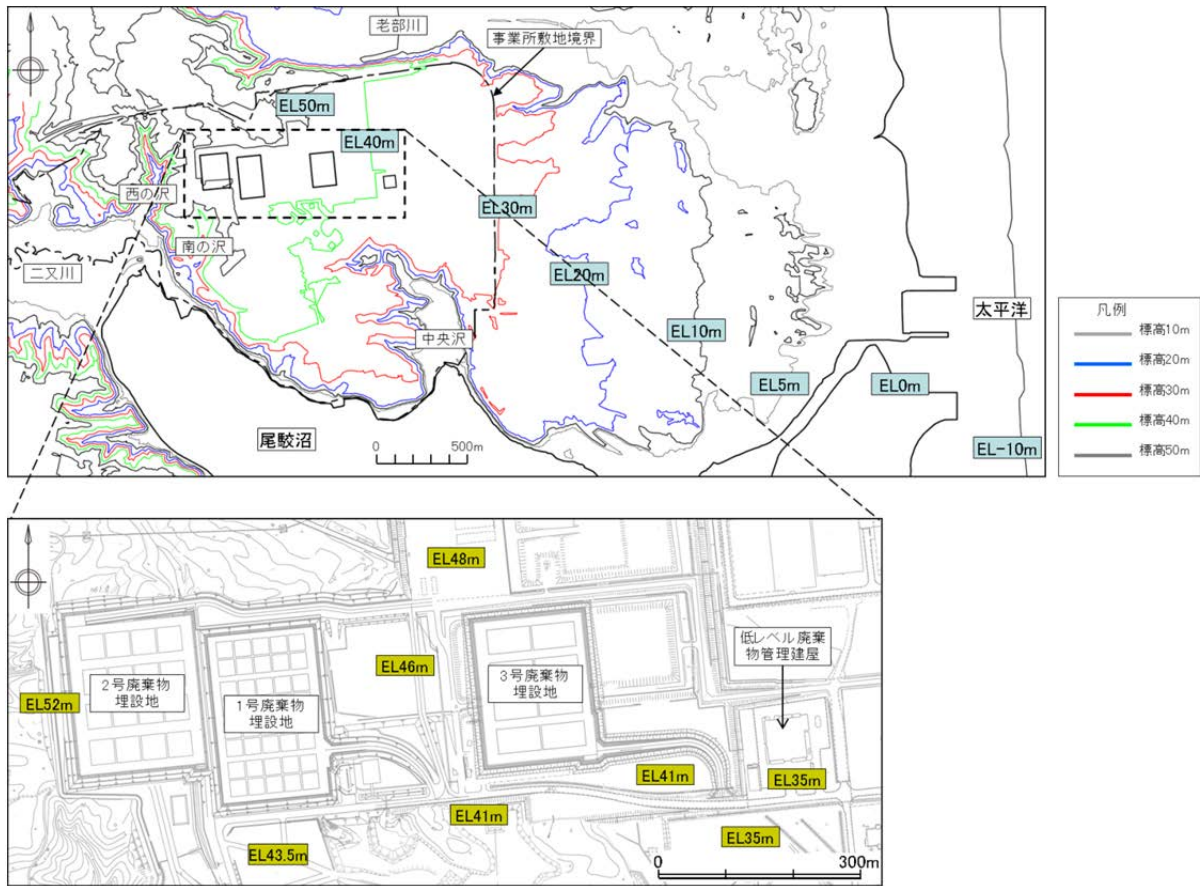 老部川
事業所敷地境界
EL50m
EL40m
西の沢
EL30m
南の沢
二又川
EL20m
太平洋
中央沢
EL10m
EL5m
EL0m
尾駮沼
0 500m
EL-10m
凡例
標高10m
標高20m
標高30m
標高40m
標高50m
EL48m
低レベル廃棄
物管理建屋
EL46m
3号廃棄物
埋設地
2号廃棄物
埋設地
EL52m
1号廃棄物
埋設地
EL41m
EL35m
EL41m
EL35m
EL43.5m
0 300m